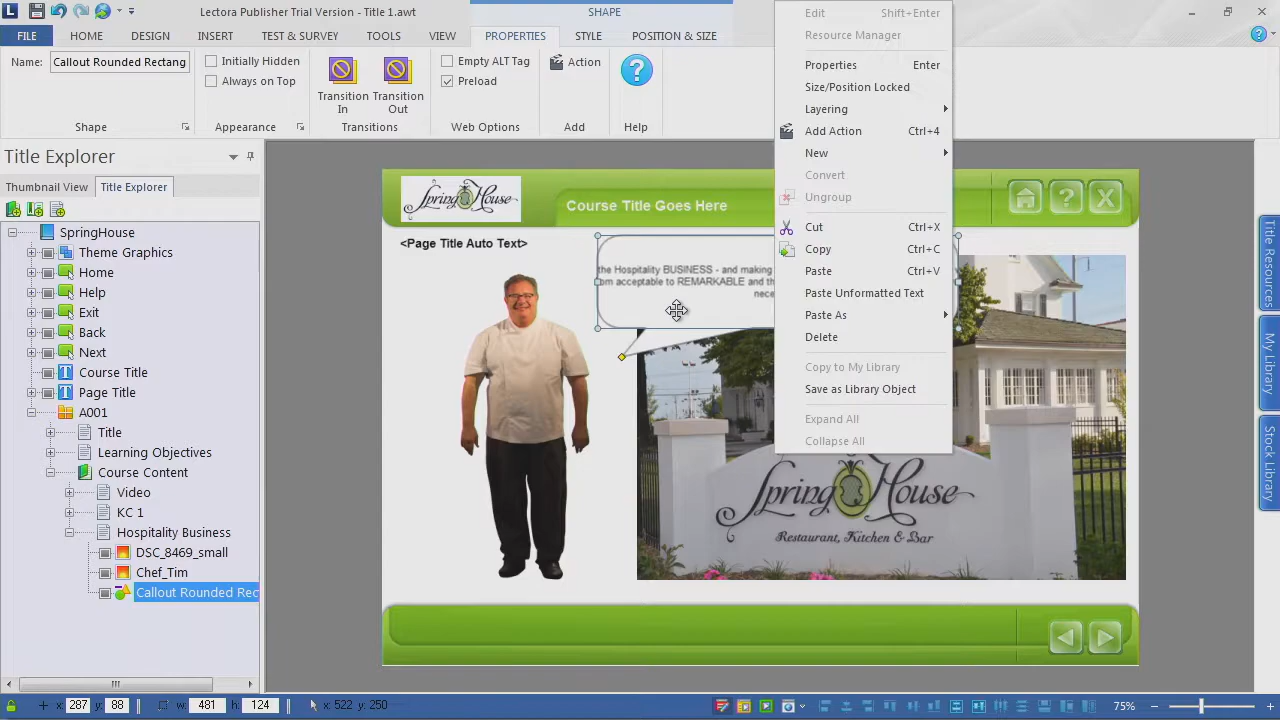 Lectora Publisher Trial Version - Title 1.awt
SHAPE
FILE
HOME
DESIGN
INSERT
TEST & SURVEY
TOOLS
VIEW
PROPERTIES
STYLE
POSITION & SIZE
Name:
Callout Rounded Rectang
Initially Hidden
Always on Top
Transition In
Transition Out
Empty ALT Tag
Preload
Action
Help
Shape
Appearance
Transitions
Web Options
Add
Help
Edit Shift+Enter
Resource Manager
Properties Enter
Size/Position Locked
Layering
Add Action Ctrl+4
New
Convert
Ungroup
Cut Ctrl+X
Copy Ctrl+C
Paste Ctrl+V
Paste Unformatted Text
Paste As
Delete
Copy to My Library
Save as Library Object
Expand All
Collapse All
Title Explorer
Thumbnail View
Title Explorer
SpringHouse
Theme Graphics
Home
Help
Exit
Back
Next
Course Title
Page Title
A001
Title
Learning Objectives
Course Content
Video
KC 1
Hospitality Business
DSC_8469_small
Chef_Tim
Callout Rounded Rec
Spring House
Course Title Goes Here
<Page Title Auto Text>
the Hospitality BUSINESS - and making
om acceptable to REMARKABLE and th
nece
Spring House
Restaurant, Kitchen & Bar
Title Resources
My Library
Stock Library
x: 287 y: 88 w: 481 h: 124 x: 522 y: 250
75%